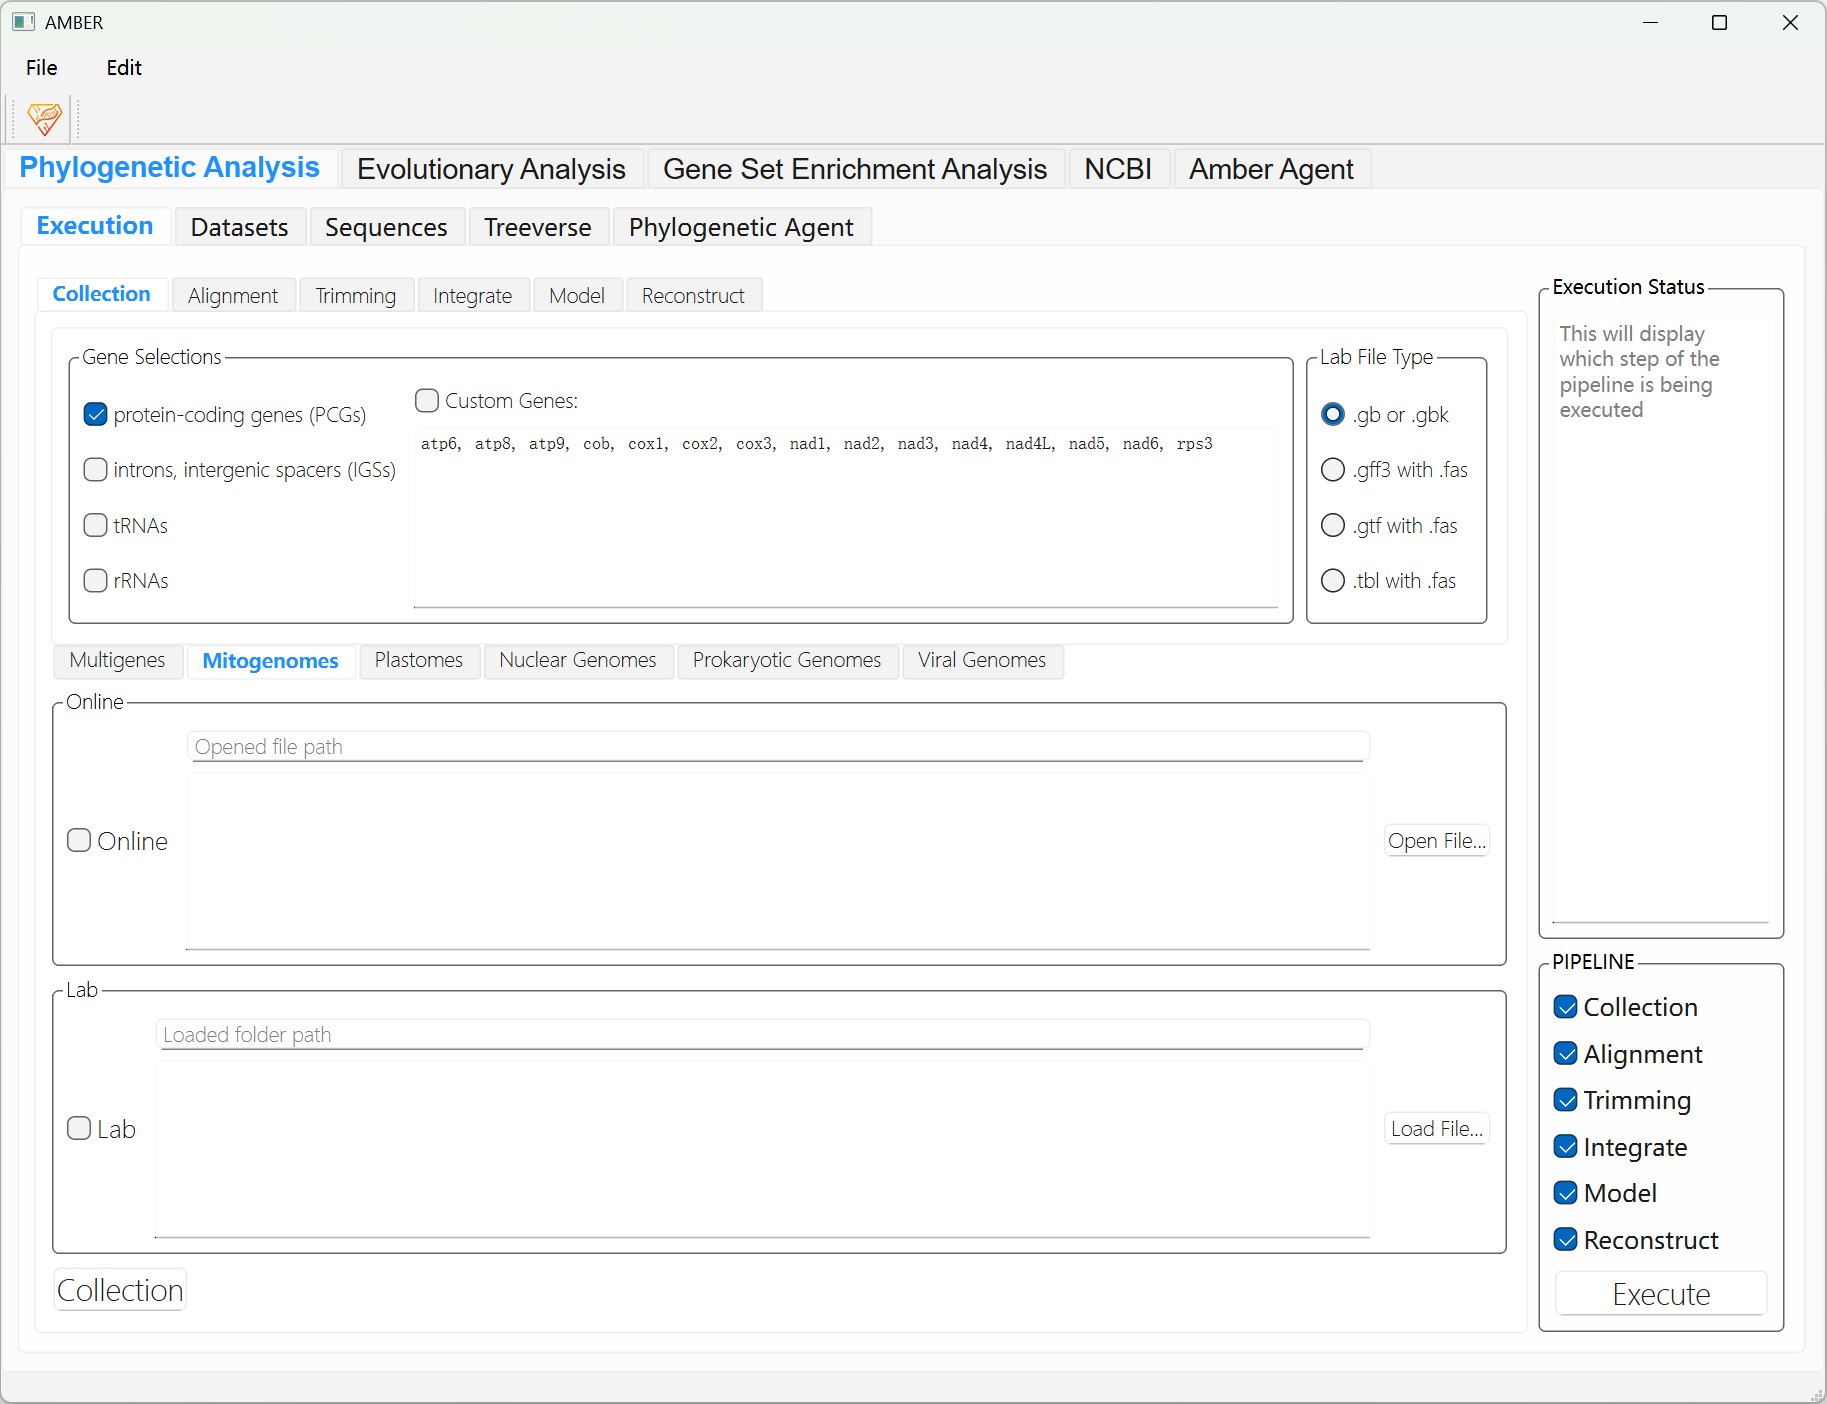 AMBER
File Edit
Phylogenetic Analysis Evolutionary Analysis Gene Set Enrichment Analysis NCBI Amber Agent
Execution Datasets Sequences Treeverse Phylogenetic Agent
Collection Alignment Trimming Integrate Model Reconstruct
Gene Selections
protein-coding genes (PCGs)
introns, intergenic spacers (IGSs)
tRNAs
rRNAs
Custom Genes:
atp6, atp8, atp9, cob, cox1, cox2, cox3, nad1, nad2, nad3, nad4, nad4L, nad5, nad6, rps3
Lab File Type
.gb or .gbk
.gff3 with .fas
.gtf with .fas
.tbl with .fas
Multigenes Mitogenomes Plastomes Nuclear Genomes Prokaryotic Genomes Viral Genomes
Online
Opened file path
Online
Open File...
Lab
Loaded folder path
Lab
Load File...
Collection
Execution Status
This will display
which step of the
pipeline is being
executed
PIPELINE
Collection
Alignment
Trimming
Integrate
Model
Reconstruct
Execute